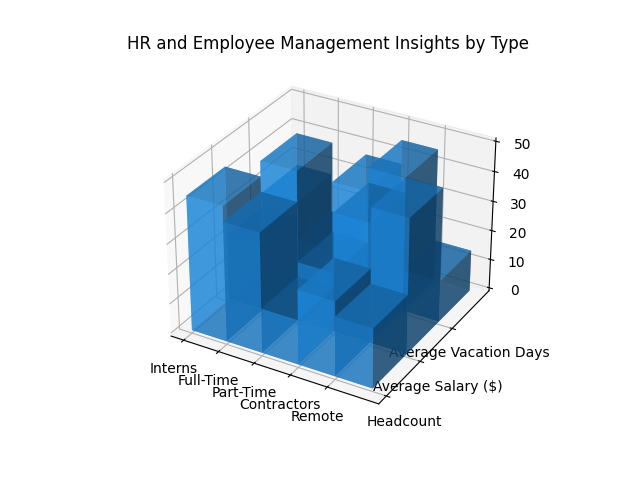 HR and Employee Management Insights by Type
50
40
30
20
10
0
Interns
Full-Time
Part-Time
Contractors
Remote
Average Vacation Days
Average Salary ($)
Headcount